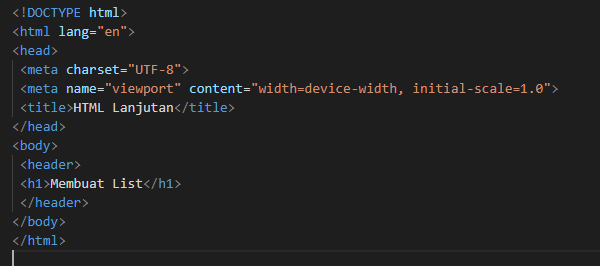 <!DOCTYPE html>
<html lang="en">
<head>
<meta charset="UTF-8">
<meta name="viewport" content="width=device-width, initial-scale=1.0">
<title>HTML Lanjutan</title>
</head>
<body>
<header>
<h1>Membuat List</h1>
</header>
</body>
</html>